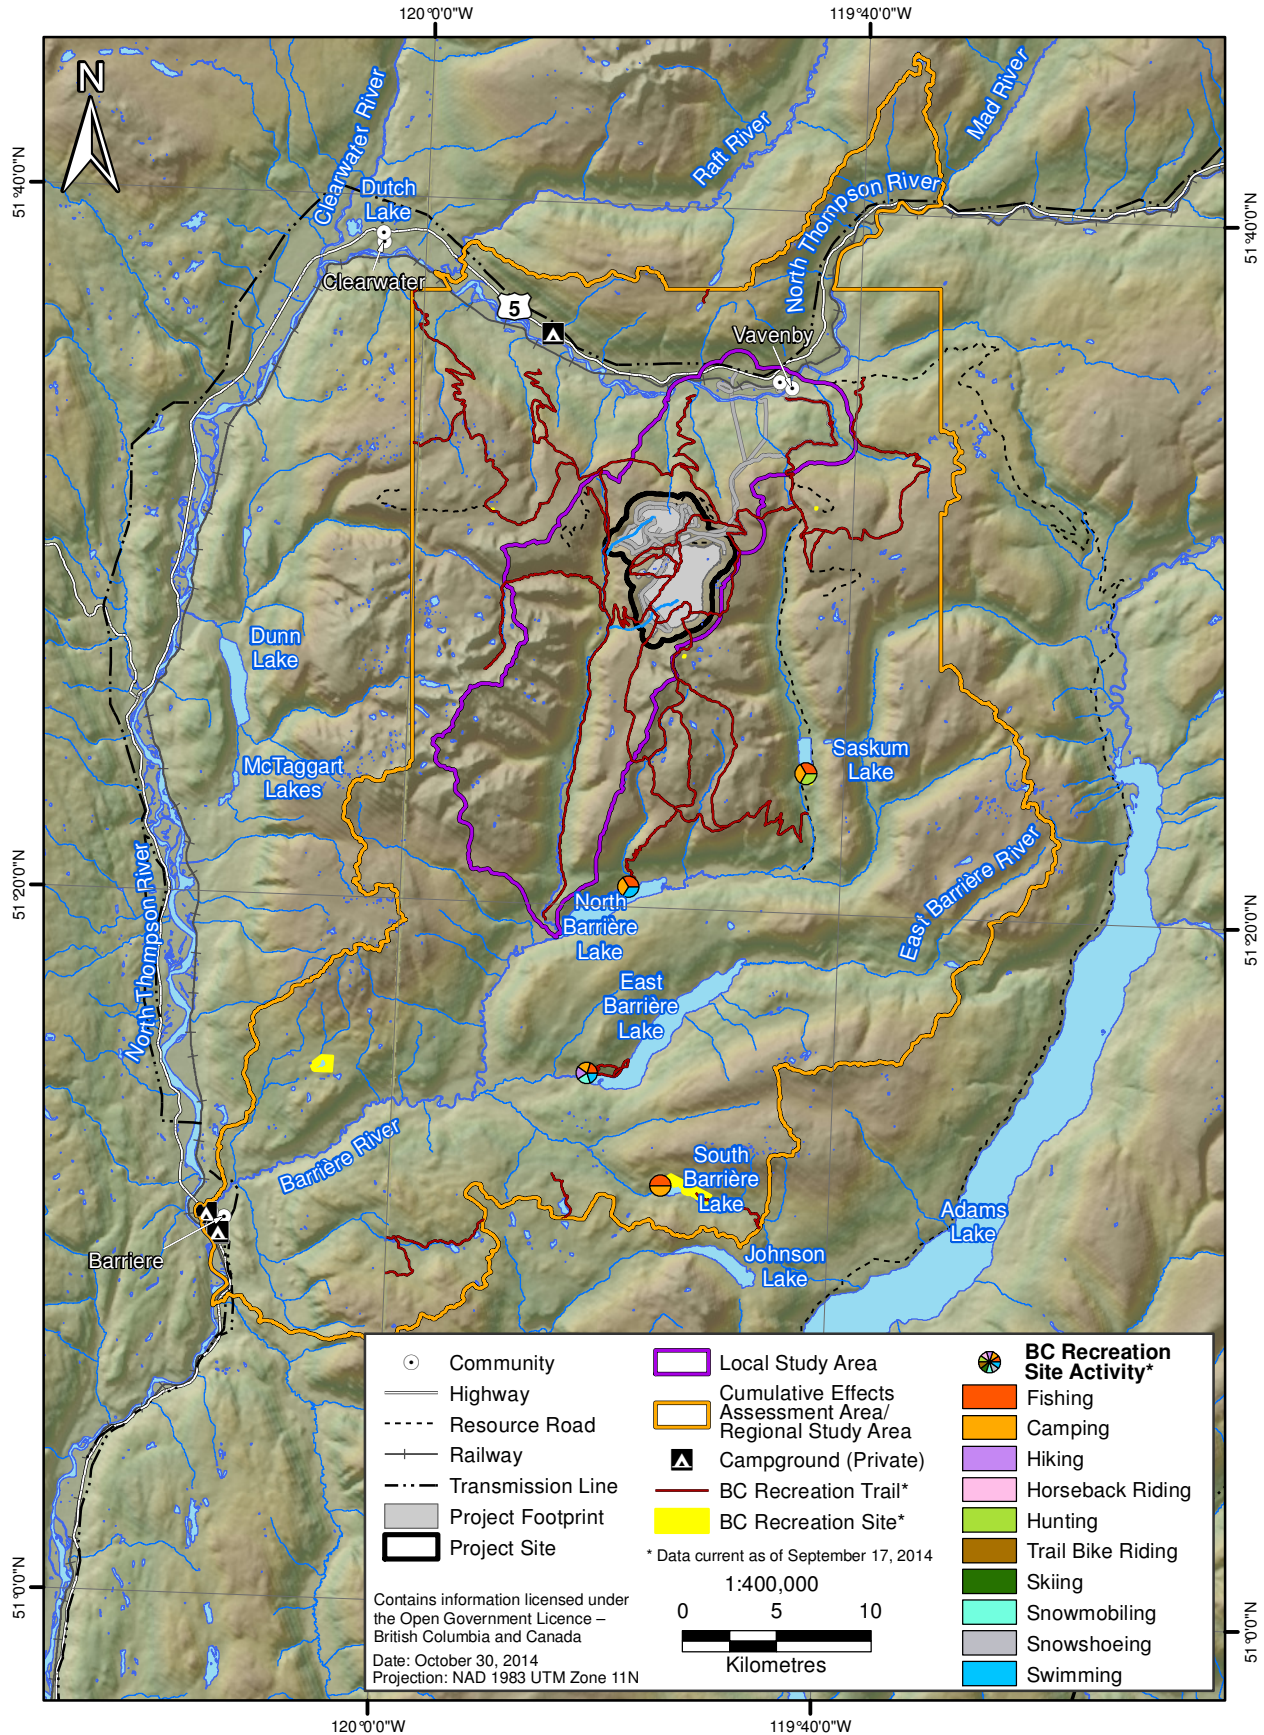 120°0'0"W
119°40'0"W
N
Clearwater River
Raft River
Mad River
51°40'0"N
Dutch
Lake
North Thompson River
51°40'0"N
Clearwater
5
Vavenby
Dunn
Lake
McTaggart
Lakes
Saskum
Lake
North Thompson River
51°20'0"N
East Barrière River
North
Barrière
Lake
51°20'0"N
East
Barrière
Lake
Barrière River
South
Barrière
Lake
Adams
Lake
Barriere
Johnson
Lake
Community
Highway
Resource Road
Railway
Transmission Line
Project Footprint
Project Site
Contains information licensed under
the Open Government Licence –
British Columbia and Canada
Date: October 30, 2014
Projection: NAD 1983 UTM Zone 11N
Local Study Area
Cumulative Effects
Assessment Area/
Regional Study Area
Campground (Private)
BC Recreation Trail*
BC Recreation Site*
* Data current as of September 17, 2014
1:400,000
0 5 10
Kilometres
BC Recreation
Site Activity*
Fishing
Camping
Hiking
Horseback Riding
Hunting
Trail Bike Riding
Skiing
Snowmobiling
Snowshoeing
Swimming
51°0'0"N
51°0'0"N
120°0'0"W
119°40'0"W